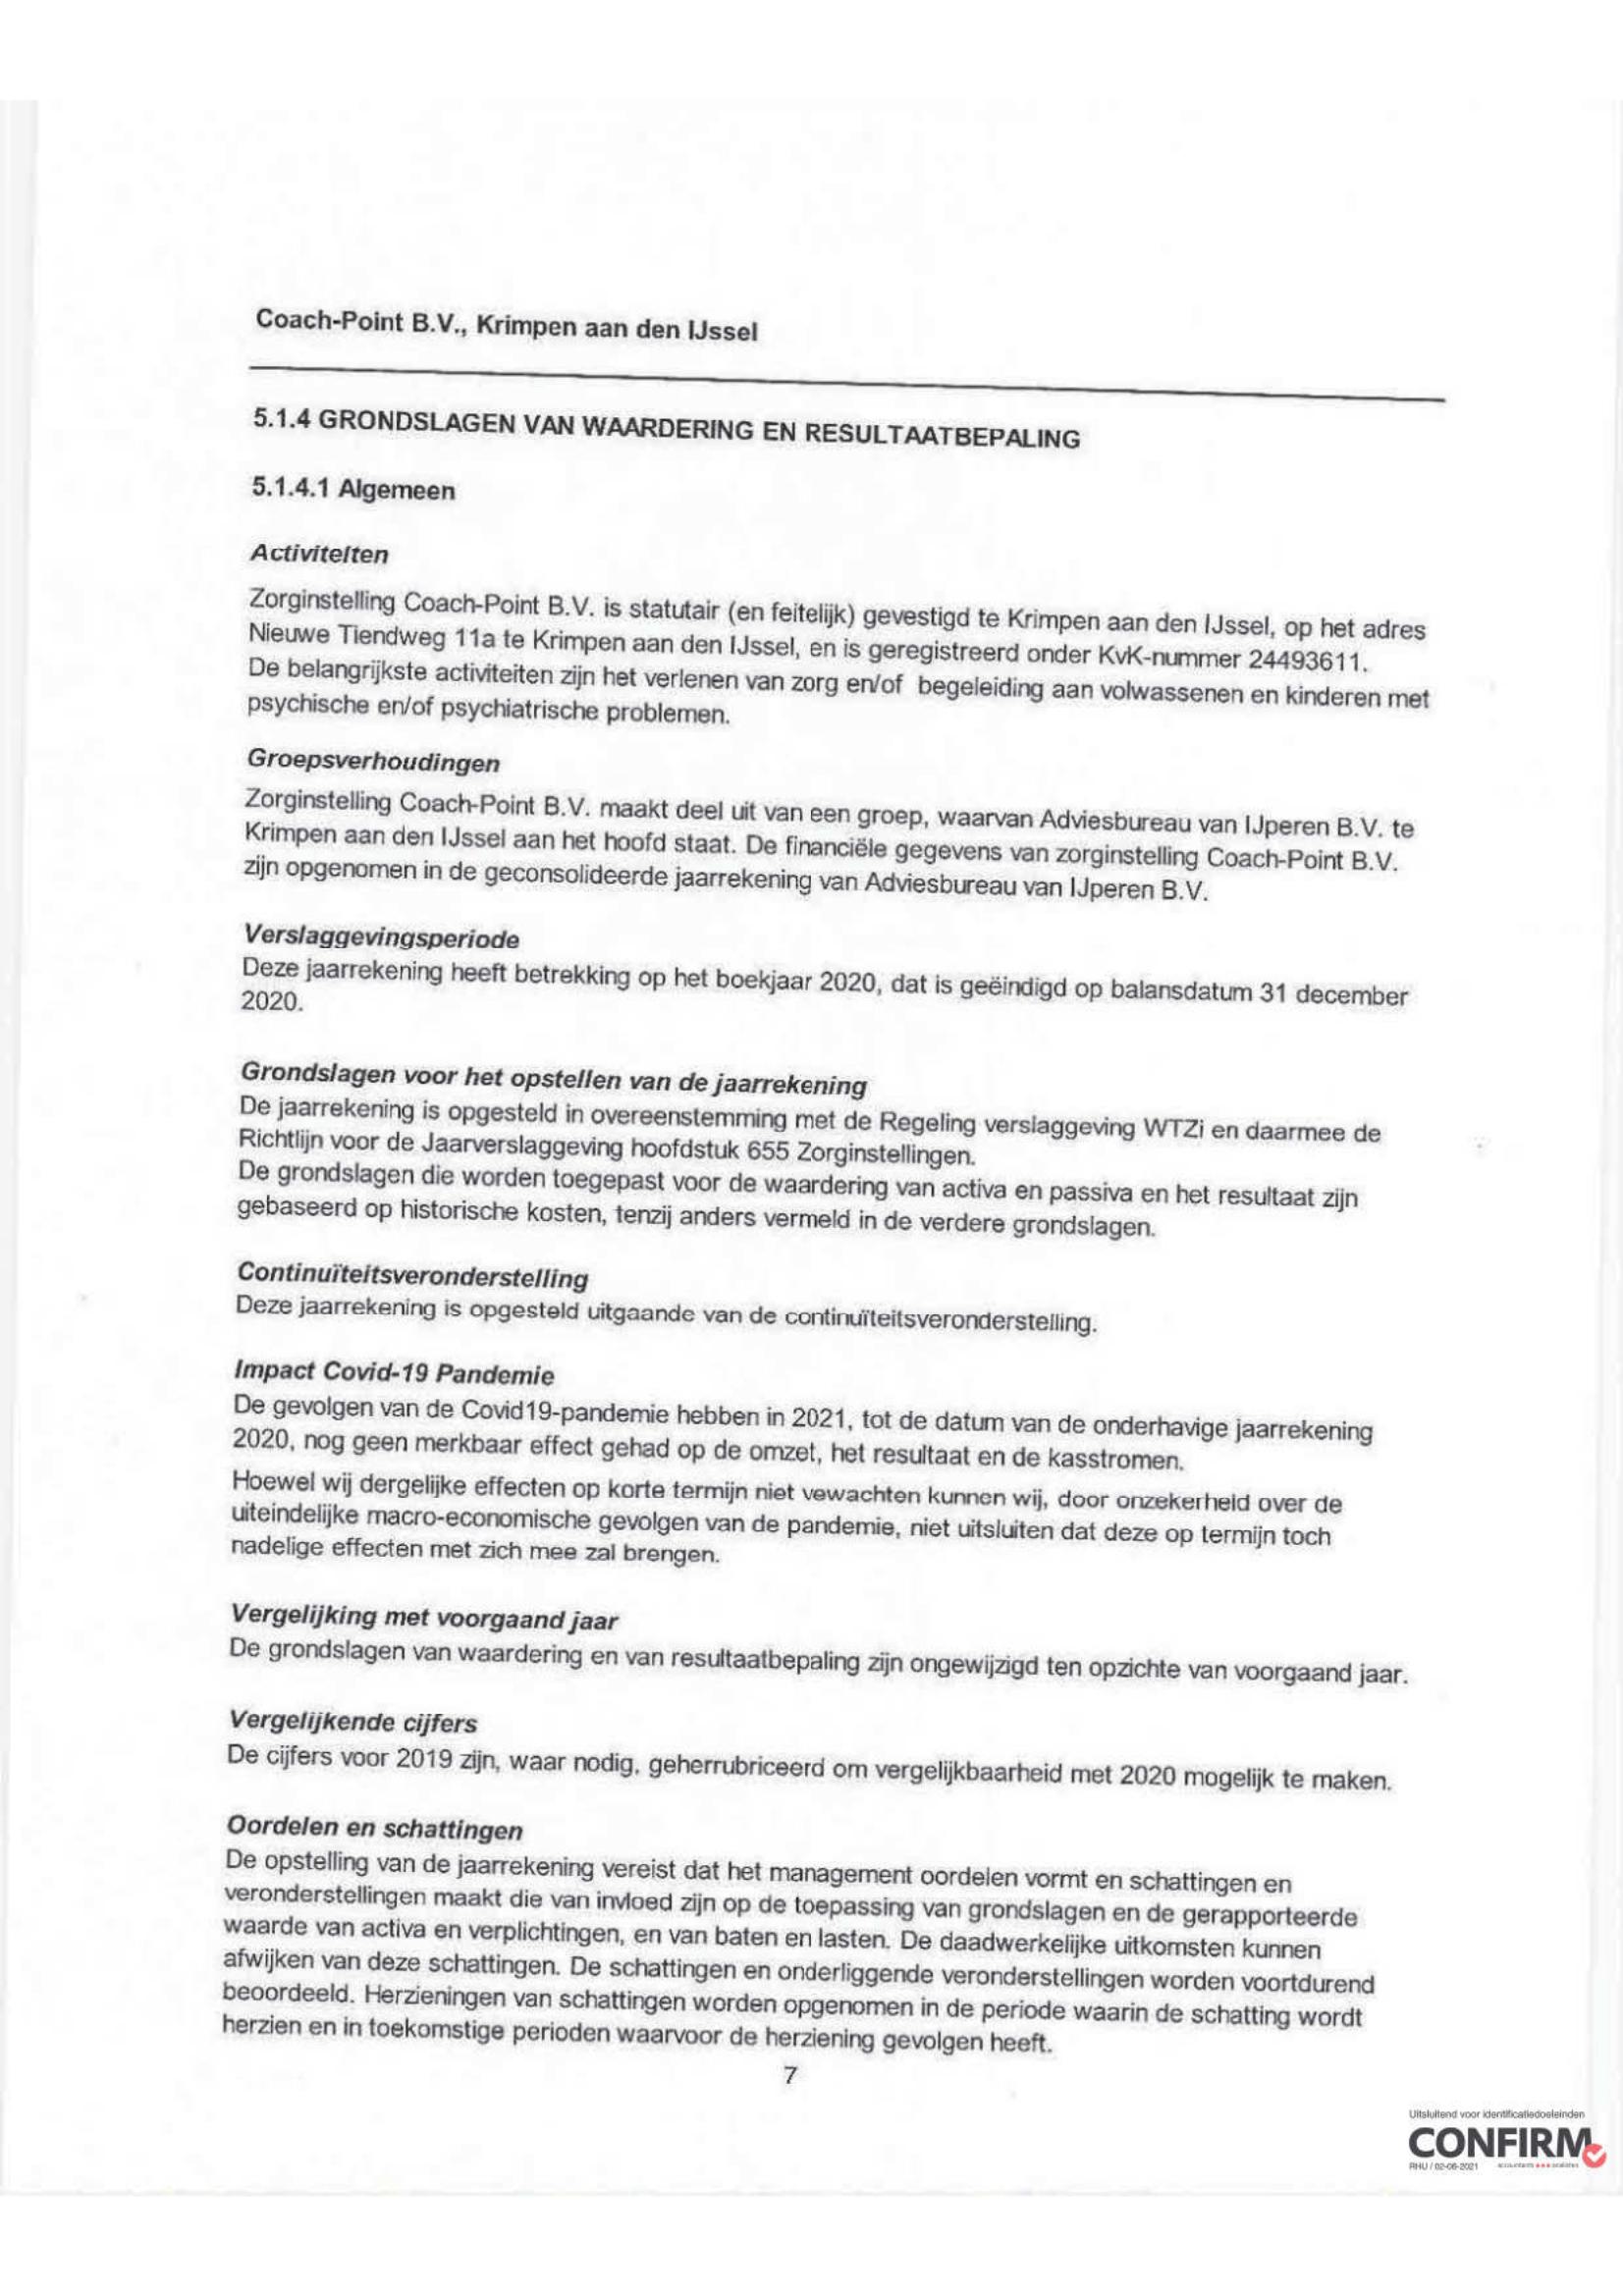 Coach-Point B.V., Krimpen aan den IJssel
5.1.4 GRONDSLAGEN VAN WAARDERING EN RESULTAATBEPALING
5.1.4.1 Algemeen
Activiteiten
Zorginstelling Coach-Point B.V. is statutair (en feitelijk) gevestigd te Krimpen aan den IJssel, op het adres
Nieuwe Tiendweg 11a te Krimpen aan den IJssel, en is geregistreerd onder KvK-nummer 24493611.
De belangrijkste activiteiten zijn het verlenen van zorg en/of begeleiding aan volwassenen en kinderen met
psychische en/of psychiatrische problemen.
Groepsverhoudingen
Zorginstelling Coach-Point B.V. maakt deel uit van een groep, waarvan Adviesbureau van IJperen B.V. te
Krimpen aan den IJssel aan het hoofd staat. De financiële gegevens van zorginstelling Coach-Point B.V.
zijn opgenomen in de geconsolideerde jaarrekening van Adviesbureau van IJperen B.V.
Verslaggevingsperiode
Deze jaarrekening heeft betrekking op het boekjaar 2020, dat is geëindigd op balansdatum 31 december
2020.
Grondslagen voor het opstellen van de jaarrekening
De jaarrekening is opgesteld in overeenstemming met de Regeling verslaggeving WTZi en daarmee de
Richtlijn voor de Jaarverslaggeving hoofdstuk 655 Zorginstellingen.
De grondslagen die worden toegepast voor de waardering van activa en passiva en het resultaat zijn
gebaseerd op historische kosten, tenzij anders vermeld in de verdere grondslagen.
Continuïteitsveronderstelling
Deze jaarrekening is opgesteld uitgaande van de continuïteitsveronderstelling.
Impact Covid-19 Pandemie
De gevolgen van de Covid19-pandemie hebben in 2021, tot de datum van de onderhavige jaarrekening
2020, nog geen merkbaar effect gehad op de omzet, het resultaat en de kasstromen.
Hoewel wij dergelijke effecten op korte termijn niet vewachten kunnen wij, door onzekerheid over de
uiteindelijke macro-economische gevolgen van de pandemie, niet uitsluiten dat deze op termijn toch
nadelige effecten met zich mee zal brengen.
Vergelijking met voorgaand jaar
De grondslagen van waardering en van resultaatbepaling zijn ongewijzigd ten opzichte van voorgaand jaar.
Vergelijkende cijfers
De cijfers voor 2019 zijn, waar nodig, geherrubriceerd om vergelijkbaarheid met 2020 mogelijk te maken.
Oordelen en schattingen
De opstelling van de jaarrekening vereist dat het management oordelen vormt en schattingen en
veronderstellingen maakt die van invloed zijn op de toepassing van grondslagen en de gerapporteerde
waarde van activa en verplichtingen, en van baten en lasten. De daadwerkelijke uitkomsten kunnen
afwijken van deze schattingen. De schattingen en onderliggende veronderstellingen worden voortdurend
beoordeeld. Herzieningen van schattingen worden opgenomen in de periode waarin de schatting wordt
herzien en in toekomstige perioden waarvoor de herziening gevolgen heeft.
7
Uitsluitend voor identificatiedoeleinden
CONFIRM
RHU / 02-06-2021